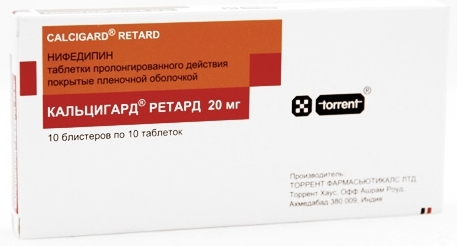 CALCIGARD® RETARD
НИФЕДИПИН
таблетки пролонгированного действия
покрытые пленочной оболочкой
КАЛЬЦИГАРД® РЕТАРД 20 мг
10 блистеров по 10 таблеток
torrent®
Производитель:
ТОРРЕНТ ФАРМАСЬЮТИКАЛС ЛТД
Торрент Хаус, Офф Ашрам Роуд,
Ахмедабад 380 009, Индия